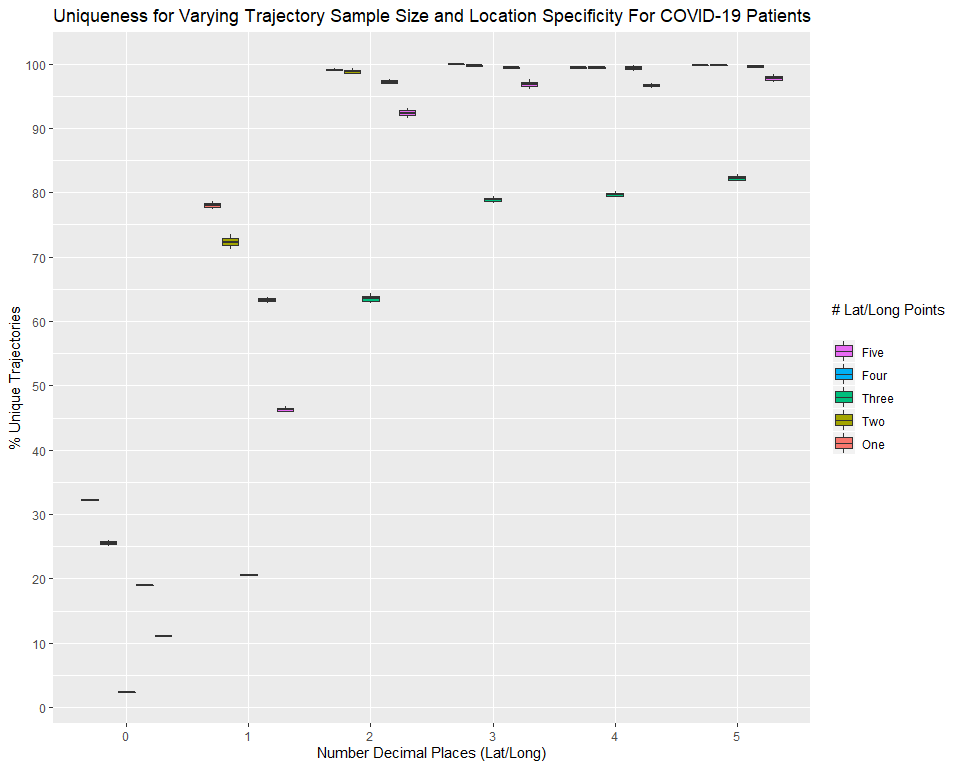 Uniqueness for Varying Trajectory Sample Size and Location Specificity For COVID-19 Patients
% Unique Trajectories
100
90
80
70
60
50
40
30
20
10
0
0 1 2 3 4 5
Number Decimal Places (Lat/Long)
# Lat/Long Points
Five
Four
Three
Two
One